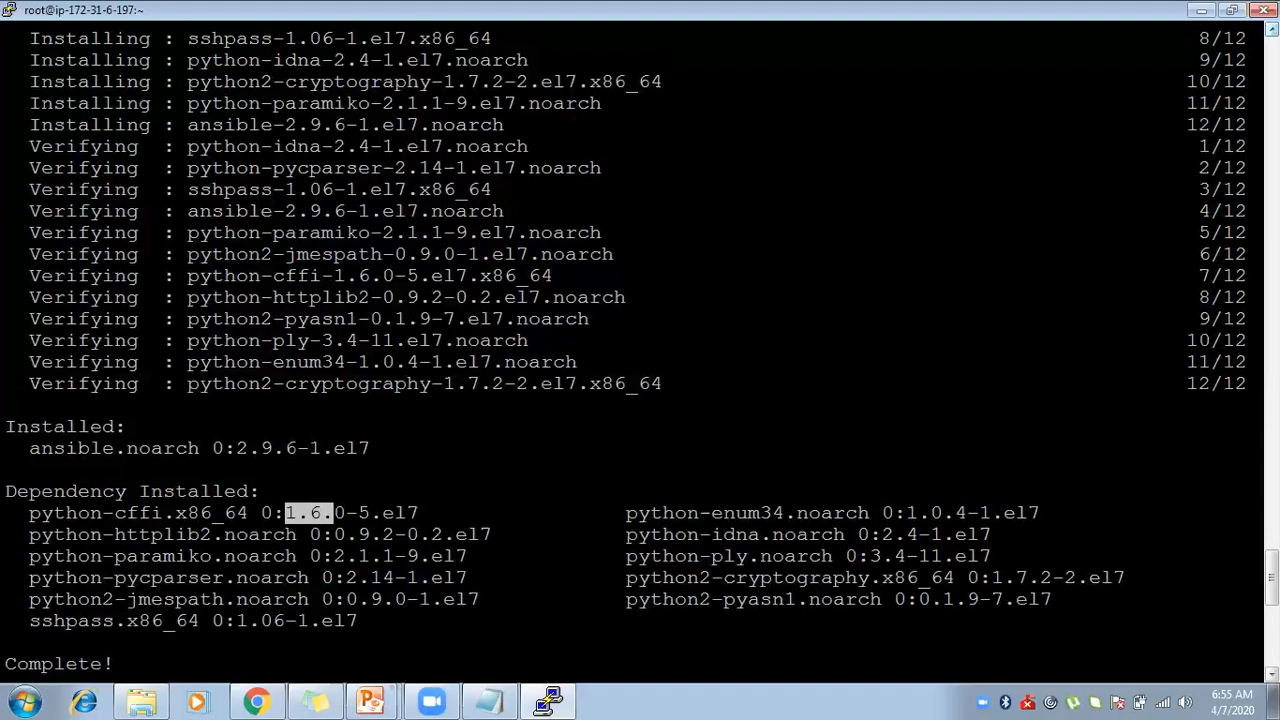 root@ip-172-31-6-197:~
Installing : sshpass-1.06-1.el7.x86_64 8/12
Installing : python-idna-2.4-1.el7.noarch 9/12
Installing : python2-cryptography-1.7.2-2.el7.x86_64 10/12
Installing : python-paramiko-2.1.1-9.el7.noarch 11/12
Installing : ansible-2.9.6-1.el7.noarch 12/12
Verifying : python-idna-2.4-1.el7.noarch 1/12
Verifying : python-pycparser-2.14-1.el7.noarch 2/12
Verifying : sshpass-1.06-1.el7.x86_64 3/12
Verifying : ansible-2.9.6-1.el7.noarch 4/12
Verifying : python-paramiko-2.1.1-9.el7.noarch 5/12
Verifying : python2-jmespath-0.9.0-1.el7.noarch 6/12
Verifying : python-cffi-1.6.0-5.el7.x86_64 7/12
Verifying : python-httplib2-0.9.2-0.2.el7.noarch 8/12
Verifying : python2-pyasn1-0.1.9-7.el7.noarch 9/12
Verifying : python-ply-3.4-11.el7.noarch 10/12
Verifying : python-enum34-1.0.4-1.el7.noarch 11/12
Verifying : python2-cryptography-1.7.2-2.el7.x86_64 12/12
Installed:
ansible.noarch 0:2.9.6-1.el7
Dependency Installed:
python-cffi.x86_64 0:1.6.0-5.el7 python-enum34.noarch 0:1.0.4-1.el7
python-httplib2.noarch 0:0.9.2-0.2.el7 python-idna.noarch 0:2.4-1.el7
python-paramiko.noarch 0:2.1.1-9.el7 python-ply.noarch 0:3.4-11.el7
python-pycparser.noarch 0:2.14-1.el7 python2-cryptography.x86_64 0:1.7.2-2.el7
python2-jmespath.noarch 0:0.9.0-1.el7 python2-pyasn1.noarch 0:0.1.9-7.el7
sshpass.x86_64 0:1.06-1.el7
Complete!
6:55 AM
4/7/2020